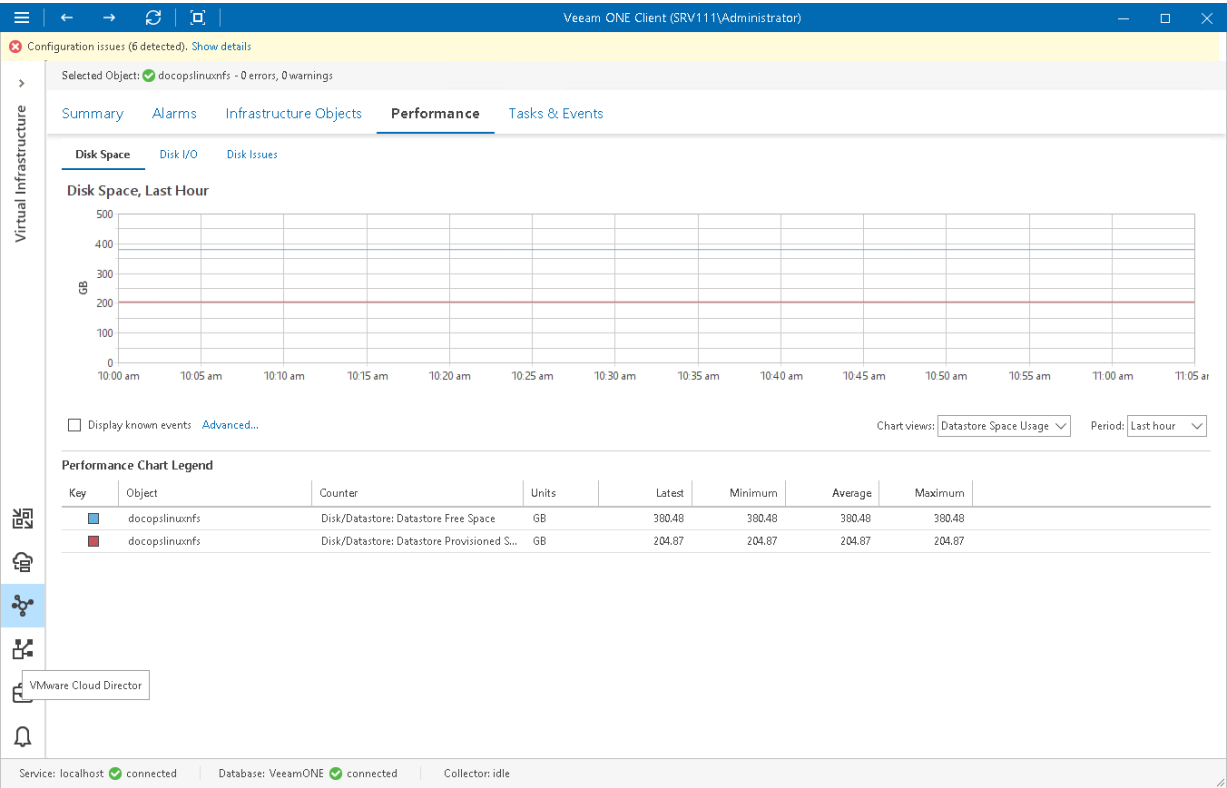 Veeam ONE Client (SRV111\Administrator)
Configuration issues (6 detected). Show details
Selected Object: docopslinuxnfs - 0 errors, 0 warnings
Virtual Infrastructure
Summary Alarms Infrastructure Objects Performance Tasks & Events
Disk Space Disk I/O Disk Issues
Disk Space, Last Hour
500
400
300
GB
200
100
0
10:00 am 10:05 am 10:10 am 10:15 am 10:20 am 10:25 am 10:30 am 10:35 am 10:40 am 10:45 am 10:50 am 10:55 am 11:00 am 11:05 ar
Display known events Advanced... Chart views: Datastore Space Usage Period: Last hour
Performance Chart Legend
Key Object Counter Units Latest Minimum Average Maximum
docopslinuxnfs Disk/Datastore: Datastore Free Space GB 380.48 380.48 380.48 380.48
docopslinuxnfs Disk/Datastore: Datastore Provisioned S... GB 204.87 204.87 204.87 204.87
VMware Cloud Director
Service: localhost connected Database: VeeamONE connected Collector: idle